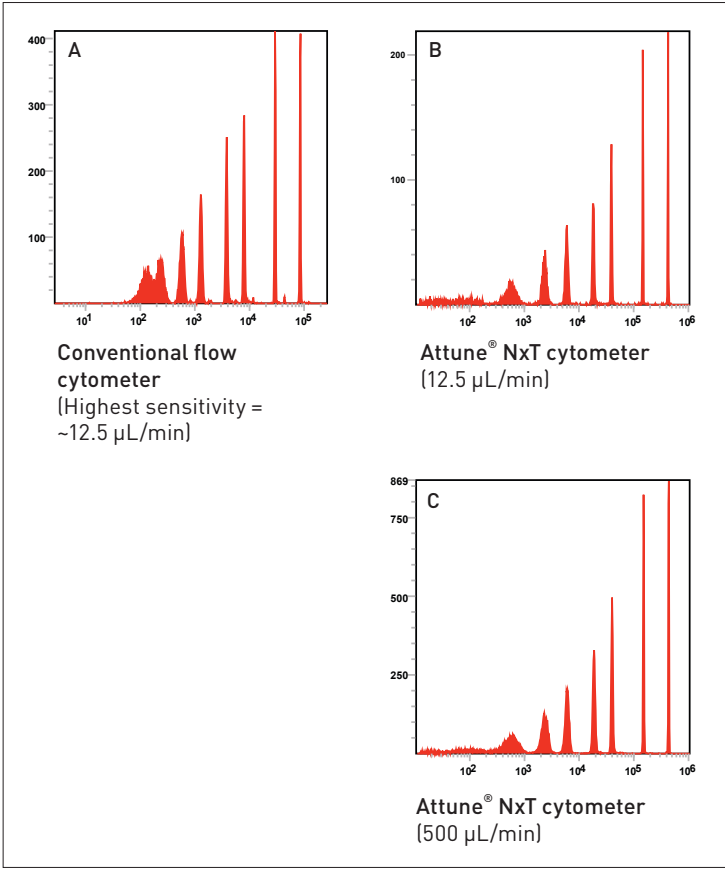 A
400
300
200
100
10¹ 10² 10³ 10⁴ 10⁵
Conventional flow
cytometer
(Highest sensitivity =
~12.5 µL/min)
B
200
100
10² 10³ 10⁴ 10⁵ 10⁶
Attune® NxT cytometer
(12.5 µL/min)
C
869
750
500
250
10² 10³ 10⁴ 10⁵ 10⁶
Attune® NxT cytometer
(500 µL/min)